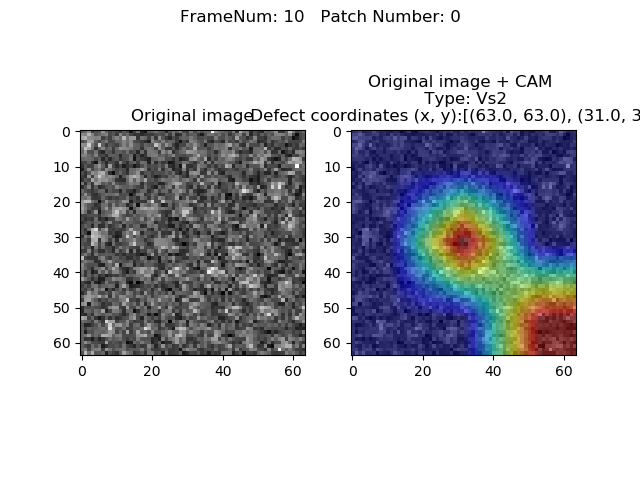 FrameNum: 10   Patch Number: 0
Original image + CAM
Type: Vs2
Original image
Defect coordinates (x, y):[(63.0, 63.0), (31.0, 3
0
10
20
30
40
50
60
0 20 40 60
0
10
20
30
40
50
60
0 20 40 60